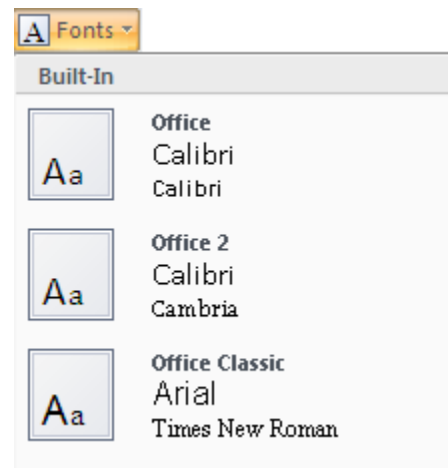 A Fonts
Built-In
Aa
Office
Calibri
Calibri
Aa
Office 2
Calibri
Cambria
Aa
Office Classic
Arial
Times New Roman